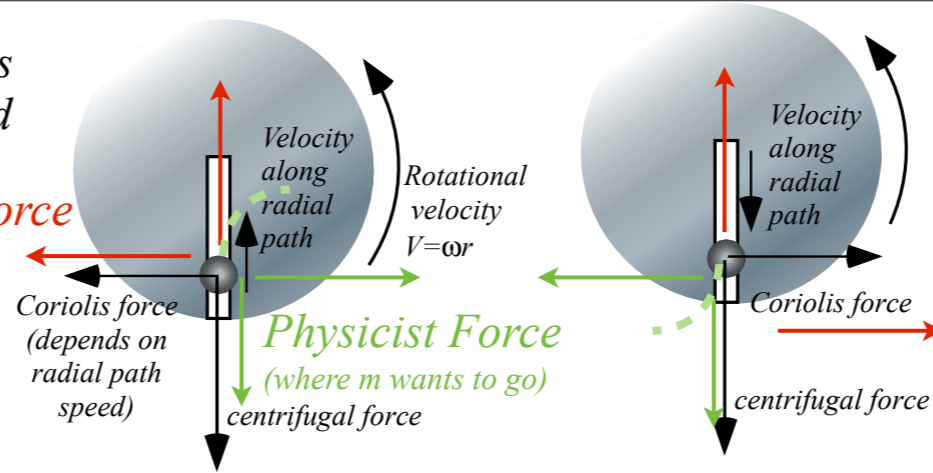 s
d
orce
Velocity
along
radial
path
Rotational
velocity
V=ωr
Coriolis force
(depends on
radial path
speed)
Physicist Force
(where m wants to go)
centrifugal force
Velocity
along
radial
path
Coriolis force
centrifugal force